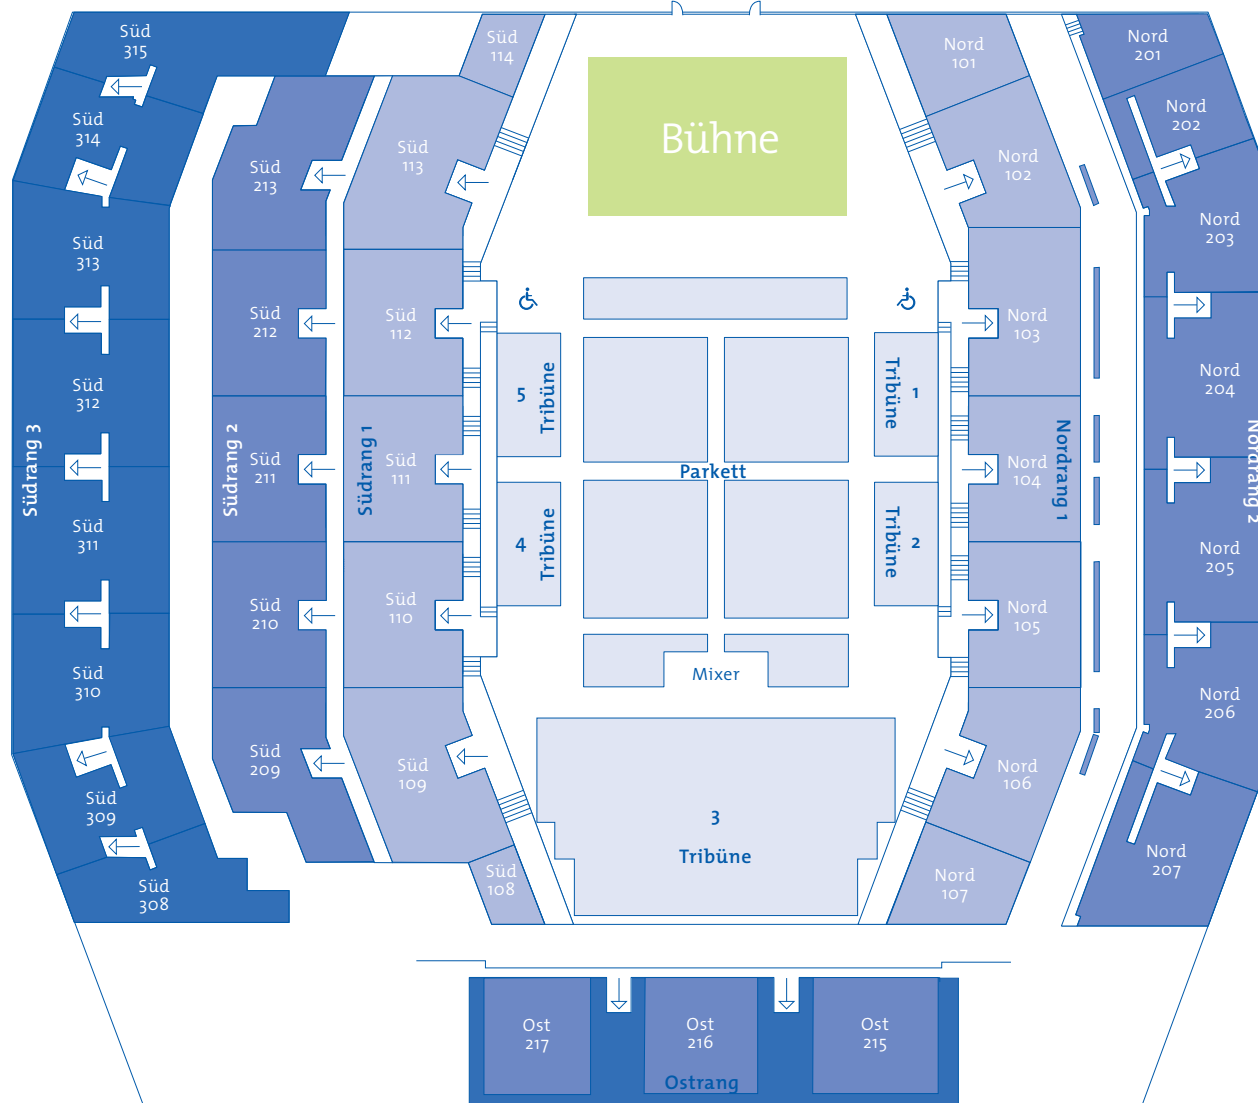 Süd
315
Süd
114
Nord
101
Nord
201
Süd
314
Süd
213
Süd
113
Bühne
Nord
102
Nord
202
Süd
313
Nord
203
Süd
212
Süd
112
Nord
103
Süd
312
5
Tribüne
Tribüne
1
Nord
204
Südrang 3
Südrang 2
Süd
211
Südrang 1
Süd
111
Parkett
Nord
104
Nordrang 1
Nordrang 2
Süd
311
4
Tribüne
Tribüne
2
Nord
205
Süd
210
Süd
110
Nord
105
Süd
310
Mixer
Nord
206
Süd
209
Süd
109
Nord
106
Süd
309
3
Tribüne
Nord
207
Süd
308
Süd
108
Nord
107
Ost
217
Ost
216
Ost
215
Ostrang